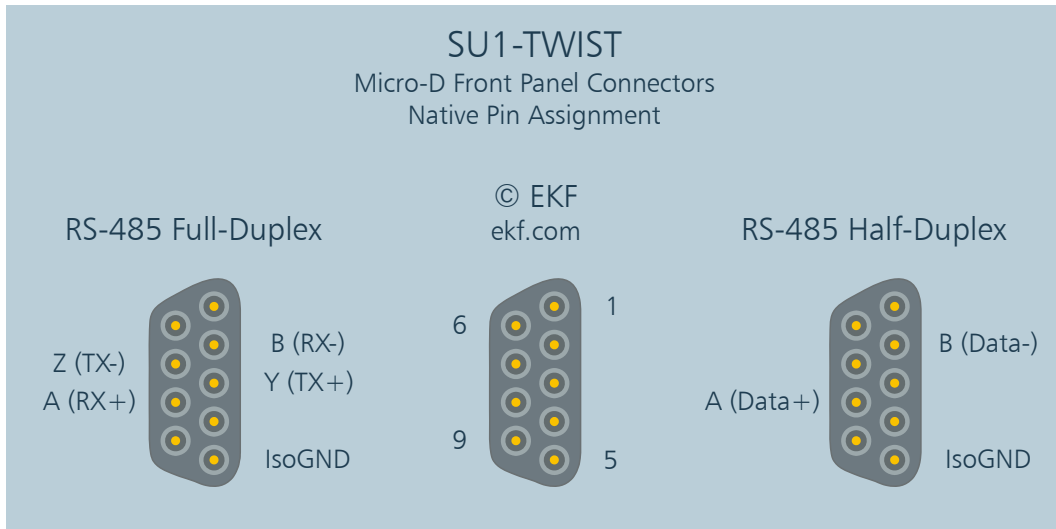 SU1-TWIST
Micro-D Front Panel Connectors
Native Pin Assignment
© EKF
ekf.com
RS-485 Full-Duplex
B (RX-)
Z (TX-)
Y (TX+)
A (RX+)
IsoGND
1
6
9
5
RS-485 Half-Duplex
B (Data-)
A (Data+)
IsoGND